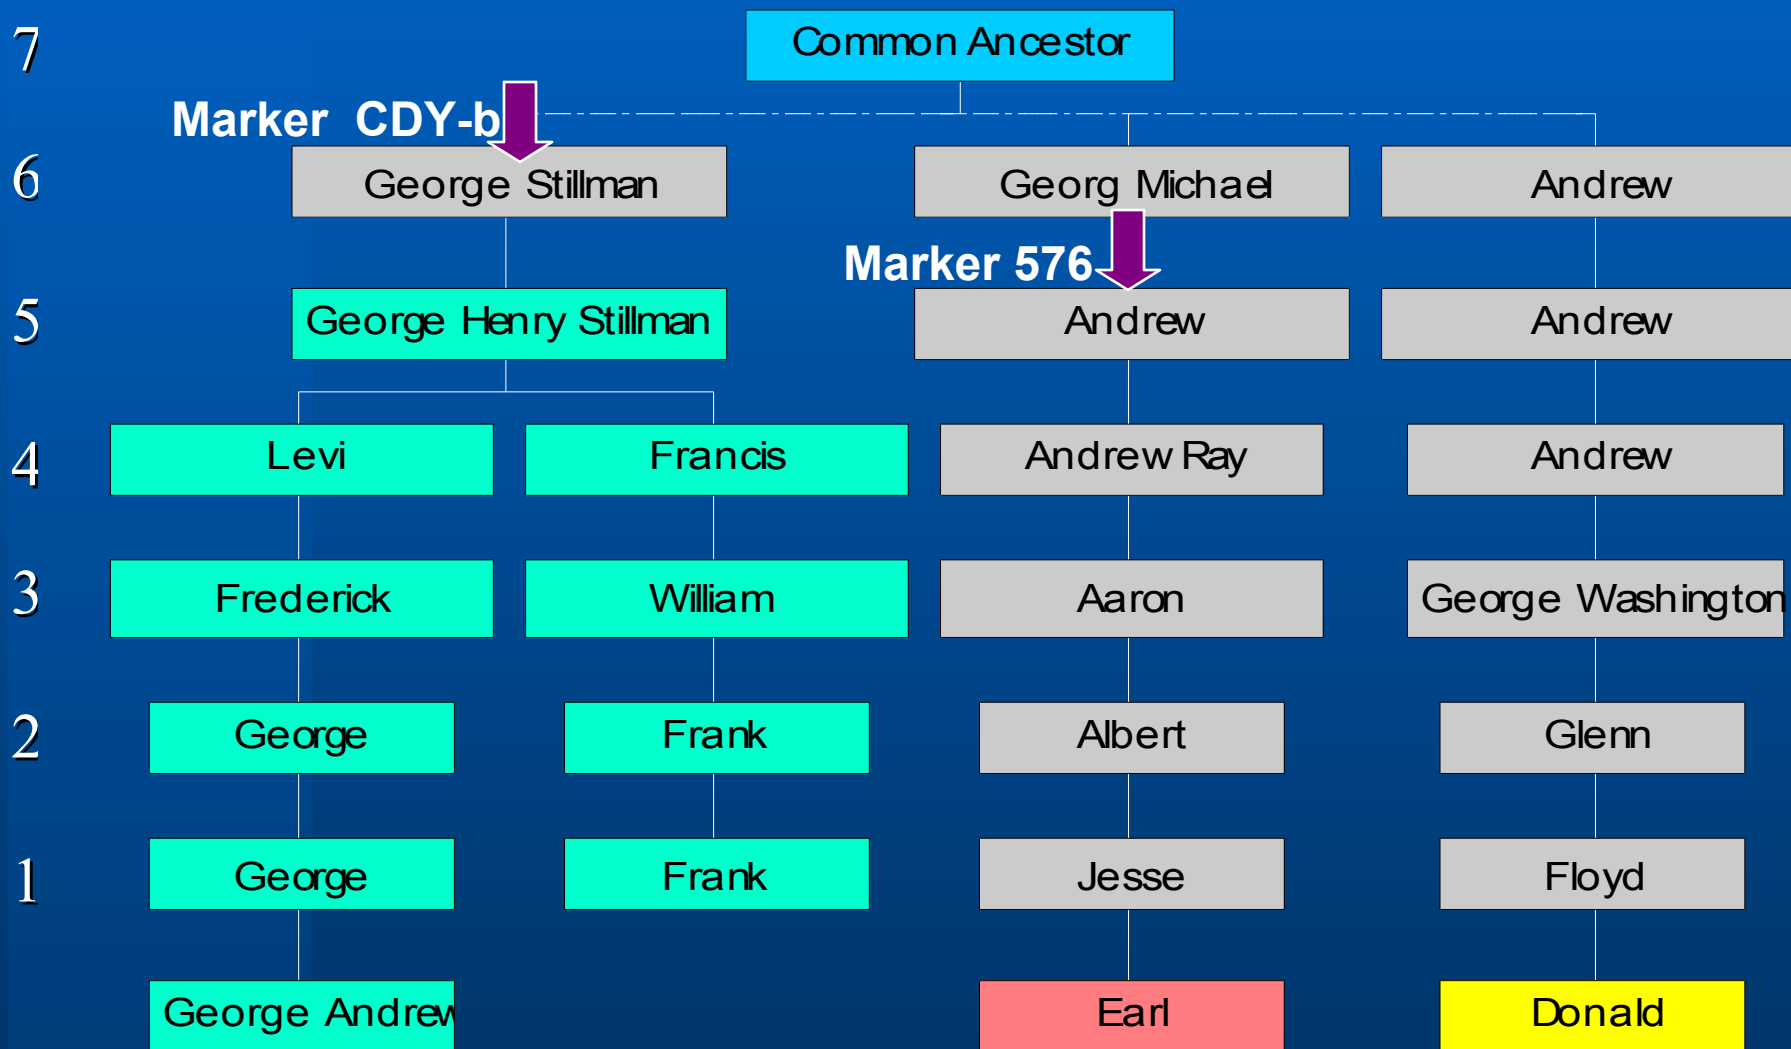 7
Common Ancestor
Marker CDY-b
6
George Stillman
Georg Michael
Andrew
Marker 576
5
George Henry Stillman
Andrew
Andrew
4
Levi
Francis
Andrew Ray
Andrew
3
Frederick
William
Aaron
George Washington
2
George
Frank
Albert
Glenn
1
George
Frank
Jesse
Floyd
George Andrew
Earl
Donald